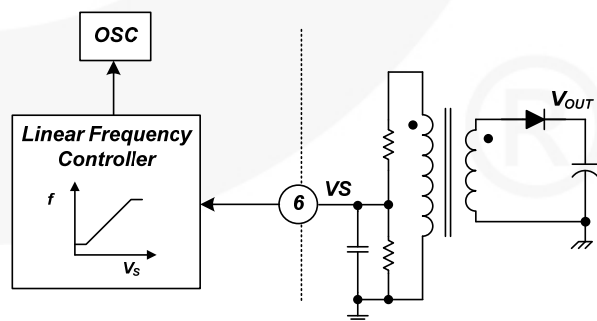 OSC
Linear Frequency
Controller
f
VS
6
VS
VOUT
®